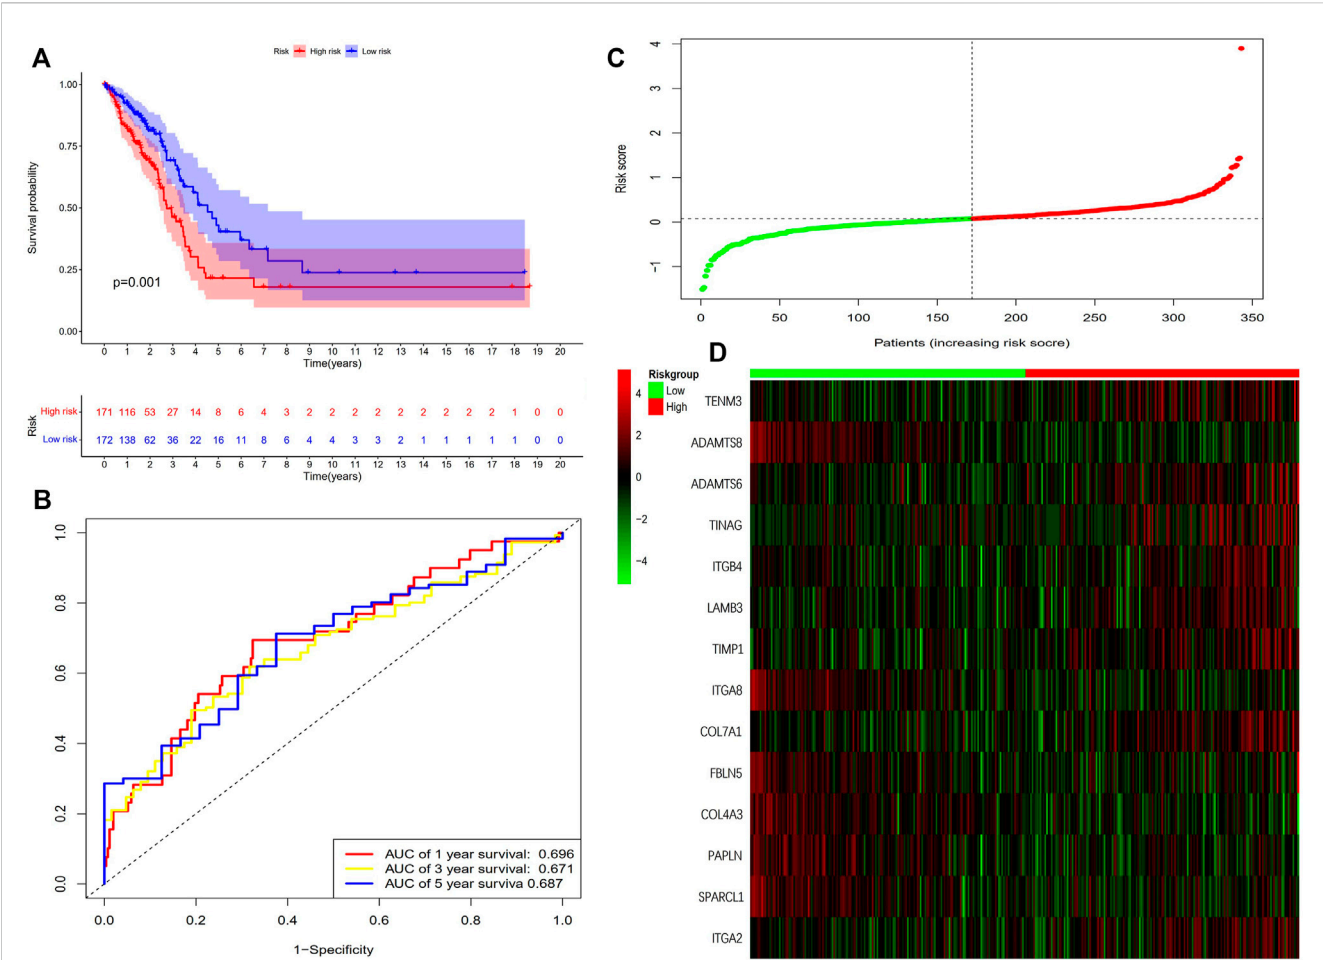 A
Risk High risk Low risk
Survival probability
1.00
0.75
0.50
0.25
0.00
p=0.001
0 1 2 3 4 5 6 7 8 9 10 11 12 13 14 15 16 17 18 19 20
Time(years)
Risk
High risk 171 116 53 27 14 8 6 4 3 2 2 2 2 2 2 2 2 2 1 0 0
Low risk 172 138 62 36 22 16 11 8 6 4 4 3 3 2 1 1 1 1 1 0 0
0 1 2 3 4 5 6 7 8 9 10 11 12 13 14 15 16 17 18 19 20
Time(years)
B
1.0
0.8
0.6
0.4
0.2
0.0
AUC of 1 year survival: 0.696
AUC of 3 year survival: 0.671
AUC of 5 year surviva 0.687
0.0 0.2 0.4 0.6 0.8 1.0
1-Specificity
C
Risk score
4
3
2
1
0
-1
0 50 100 150 200 250 300 350
Patients (increasing risk socre)
D
4
2
0
-2
-4
Riskgroup
Low
High
TENM3
ADAMTS8
ADAMTS6
TINAG
ITGB4
LAMB3
TIMP1
ITGA8
COL7A1
FBLN5
COL4A3
PAPLN
SPARCL1
ITGA2